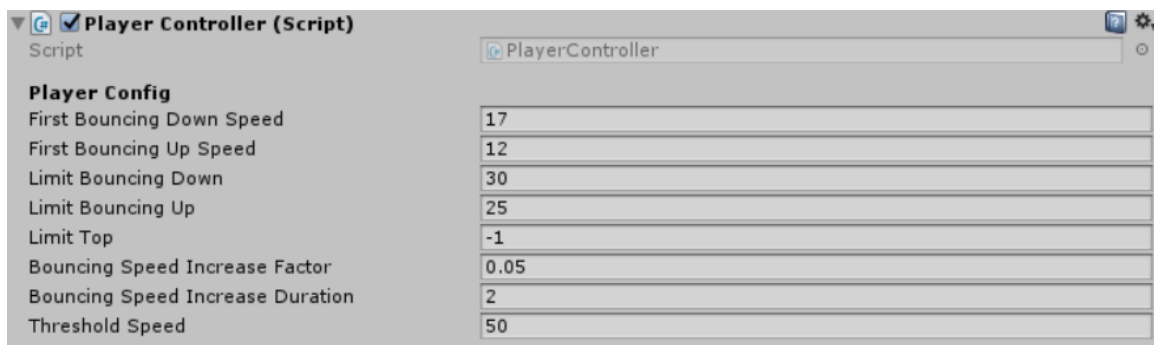 Player Controller (Script)
Script PlayerController
Player Config
First Bouncing Down Speed 17
First Bouncing Up Speed 12
Limit Bouncing Down 30
Limit Bouncing Up 25
Limit Top -1
Bouncing Speed Increase Factor 0.05
Bouncing Speed Increase Duration 2
Threshold Speed 50